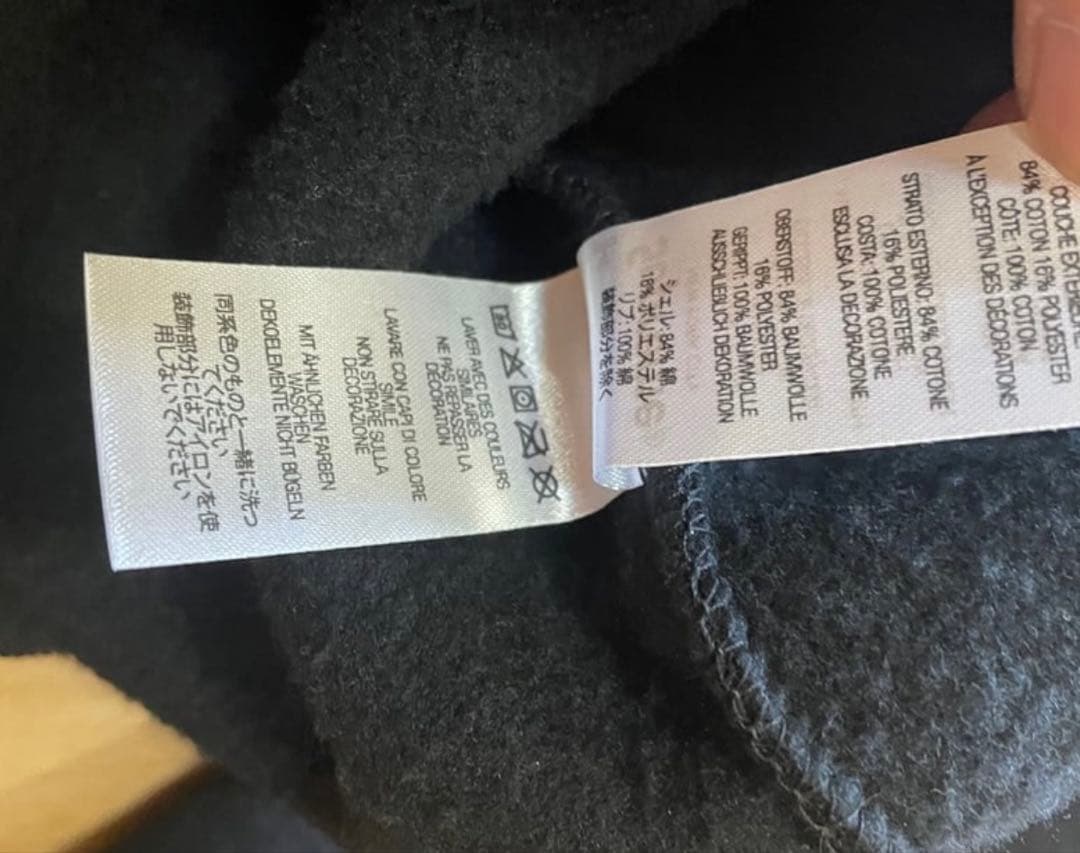 COUCHE
84% COTON 16% POLYESTER
CÔTE: 100% COTON
À L'EXCEPTION DES DÉCORATIONS
STRATO ESTERNO: 84% COTONE
16% POLIESTERE
COSTA: 100% COTONE
ESCLUSA LA DECORAZIONE
OBERSTOFF: 84% BAUMWOLLE
16% POLYESTER
GERIPPT: 100% BAUMWOLLE
AUSSCHLIEßLICH DEKORATION
シェル: 84% 綿
16% ポリエステル
リブ: 100% 綿
装飾部分を除く
LAVER AVEC DES COULEURS
SIMILAIRES
NE PAS REPASSER LA
DÉCORATION
LAVARE CON CAPI DI COLORE
SIMILE
NON STIRARE SULLA
DECORAZIONE
MIT ÄHNLICHEN FARBEN
WASCHEN
DEKOELEMENTE NICHT BÜGELN
同系色のものと一緒に洗っ
てください
装飾部分にはアイロンを使
用しないでください